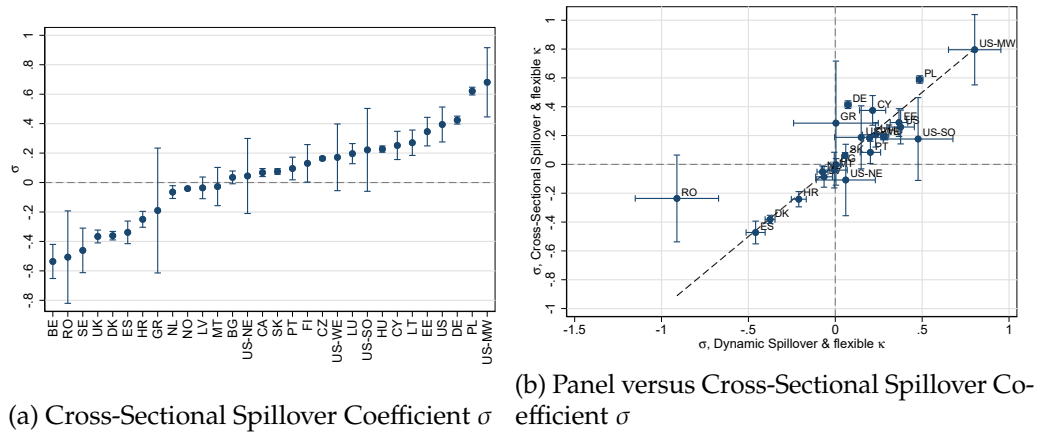 1
.8
.6
.4
.2
0
-.2
-.4
-.6
-.8
σ
BE
RO
SE
UK
DK
ES
HR
GR
NL
NO
LV
MT
BG
US-NE
CA
SK
PT
FI
CZ
US-WE
LU
US-SO
HU
CY
LT
EE
US
DE
PL
US-MW
(a) Cross-Sectional Spillover Coefficient σ
σ, Cross-Sectional Spillover & flexible κ
1
.8
.6
.4
.2
0
-.2
-.4
-.6
-.8
-1
US-MW
PL
DE
CY
GR
EE
US
US-SO
PT
SK
US-NE
RO
HR
DK
ES
-1.5
-1
-.5
0
.5
1
σ, Dynamic Spillover & flexible κ
(b) Panel versus Cross-Sectional Spillover Co-
efficient σ